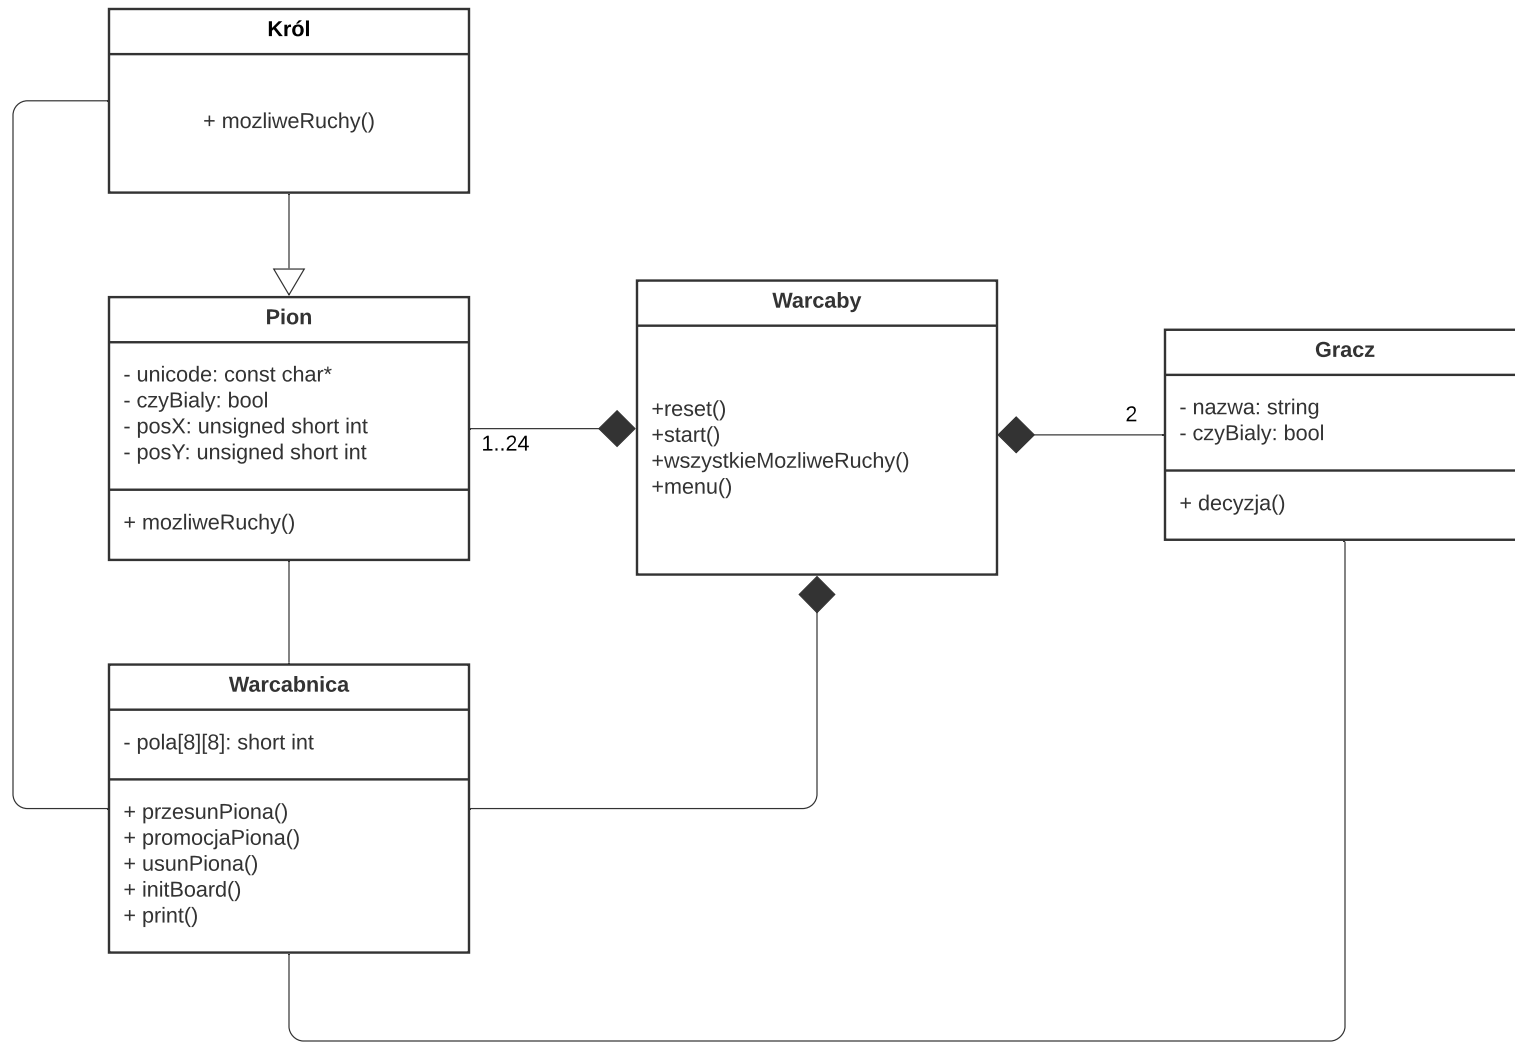 Król
+ mozliweRuchy()
Pion
- unicode: const char*
- czyBialy: bool
- posX: unsigned short int
- posY: unsigned short int
+ mozliweRuchy()
1..24
Warcaby
+reset()
+start()
+wszystkieMozliweRuchy()
+menu()
2
Gracz
- nazwa: string
- czyBialy: bool
+ decyzja()
Warcabnica
- pola[8][8]: short int
+ przesunPiona()
+ promocjaPiona()
+ usunPiona()
+ initBoard()
+ print()